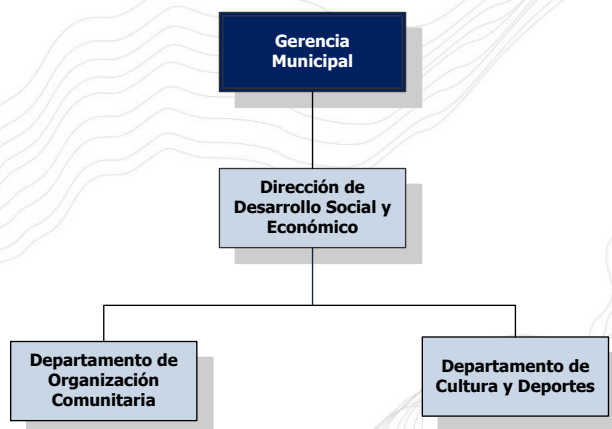 Gerencia
Municipal
Dirección de
Desarrollo Social y
Económico
Departamento de
Organización
Comunitaria
Departamento de
Cultura y Deportes